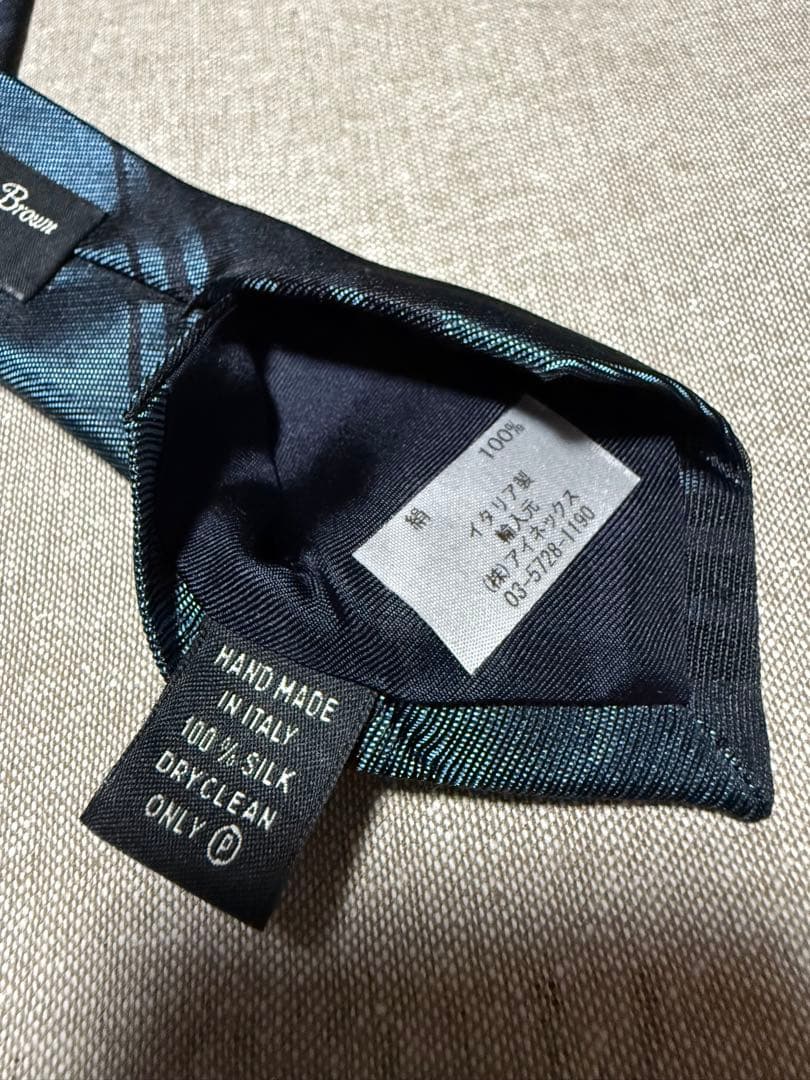 Brown
絹 100%
イタリア製
輸入元
(株)アイネックス
03-5728-1190
HAND MADE
IN ITALY
100% SILK
DRYCLEAN
ONLY Ⓟ